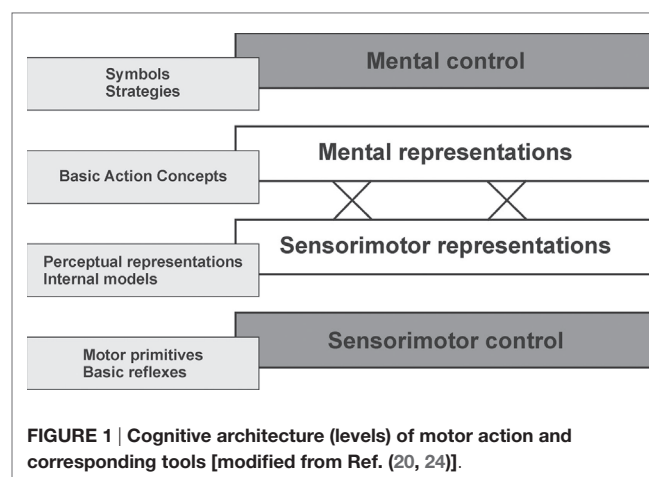 Symbols
Strategies
Mental control
Basic Action Concepts
Mental representations
Perceptual representations
Internal models
Sensorimotor representations
Motor primitives
Basic reflexes
Sensorimotor control
FIGURE 1 | Cognitive architecture (levels) of motor action and
corresponding tools [modified from Ref. (20, 24)].